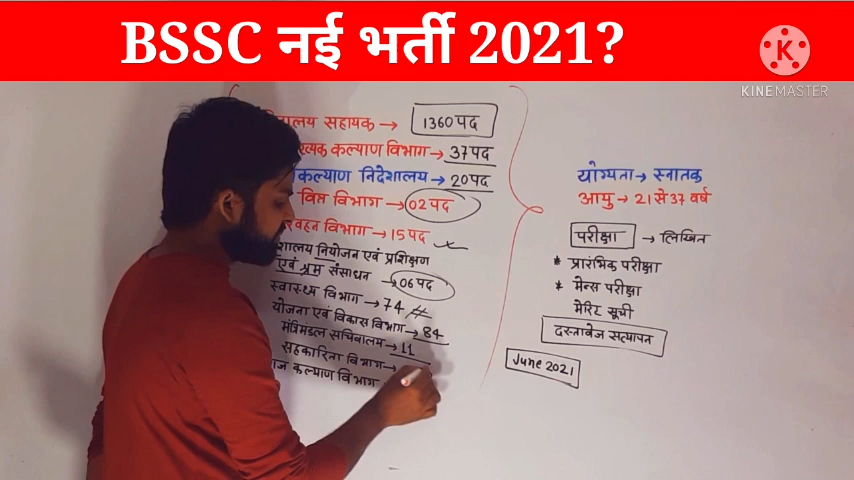 BSSC नई भर्ती 2021?
KINEMASTER
सहायक → 1360 पद
कल्याण विभाग → 37 पद
कल्याण निदेशालय → 20 पद
वित्त विभाग → 02 पद
विभाग → 15 पद
नियोजन एवं प्रशिक्षण
एवं श्रम संसाधन → 06 पद
स्वास्थ्य विभाग → 74
योजना एवं विकास विभाग → 84
मंत्रिमंडल सचिवालय → 11
सहकारिता विभाग →
कल्याण विभाग
योग्यता → स्नातक
आयु → 21 से 37 वर्ष
परीक्षा → लिखित
* प्रारंभिक परीक्षा
* मेन्स परीक्षा
मेरिट सूची
दस्तावेज सत्यापन
June 2021